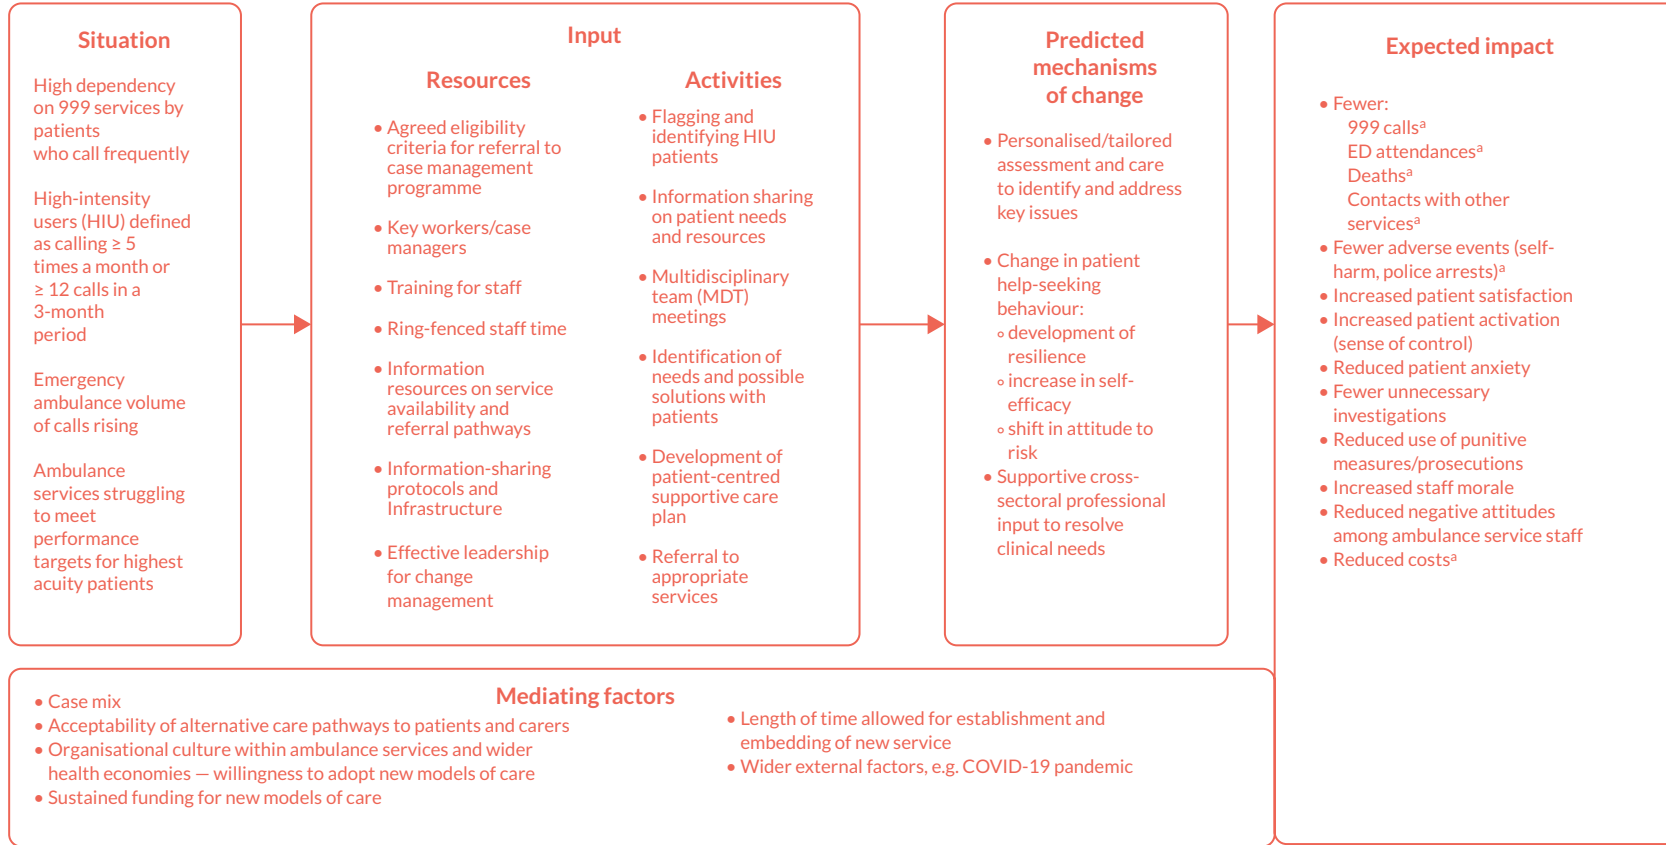 Situation
High dependency
on 999 services by
patients
who call frequently
High-intensity
users (HIU) defined
as calling ≥ 5
times a month or
≥ 12 calls in a
3-month
period
Emergency
ambulance volume
of calls rising
Ambulance
services struggling
to meet
performance
targets for highest
acuity patients
Input
Resources
• Agreed eligibility
criteria for referral to
case management
programme
• Key workers/case
managers
• Training for staff
• Ring-fenced staff time
• Information
resources on service
availability and
referral pathways
• Information-sharing
protocols and
Infrastructure
• Effective leadership
for change
management
Activities
• Flagging and
identifying HIU
patients
• Information sharing
on patient needs
and resources
• Multidisciplinary
team (MDT)
meetings
• Identification of
needs and possible
solutions with
patients
• Development of
patient-centred
supportive care
plan
• Referral to
appropriate
services
Predicted
mechanisms
of change
• Personalised/tailored
assessment and care
to identify and address
key issues
• Change in patient
help-seeking
behaviour:
∘ development of
resilience
∘ increase in self-
efficacy
∘ shift in attitude to
risk
• Supportive cross-
sectoral professional
input to resolve
clinical needs
Expected impact
• Fewer:
999 callsᵃ
ED attendancesᵃ
Deathsᵃ
Contacts with other
servicesᵃ
• Fewer adverse events (self-
harm, police arrests)ᵃ
• Increased patient satisfaction
• Increased patient activation
(sense of control)
• Reduced patient anxiety
• Fewer unnecessary
investigations
• Reduced use of punitive
measures/prosecutions
• Increased staff morale
• Reduced negative attitudes
among ambulance service staff
• Reduced costsᵃ
Mediating factors
• Case mix
• Acceptability of alternative care pathways to patients and carers
• Organisational culture within ambulance services and wider
health economies — willingness to adopt new models of care
• Sustained funding for new models of care
• Length of time allowed for establishment and
embedding of new service
• Wider external factors, e.g. COVID-19 pandemic